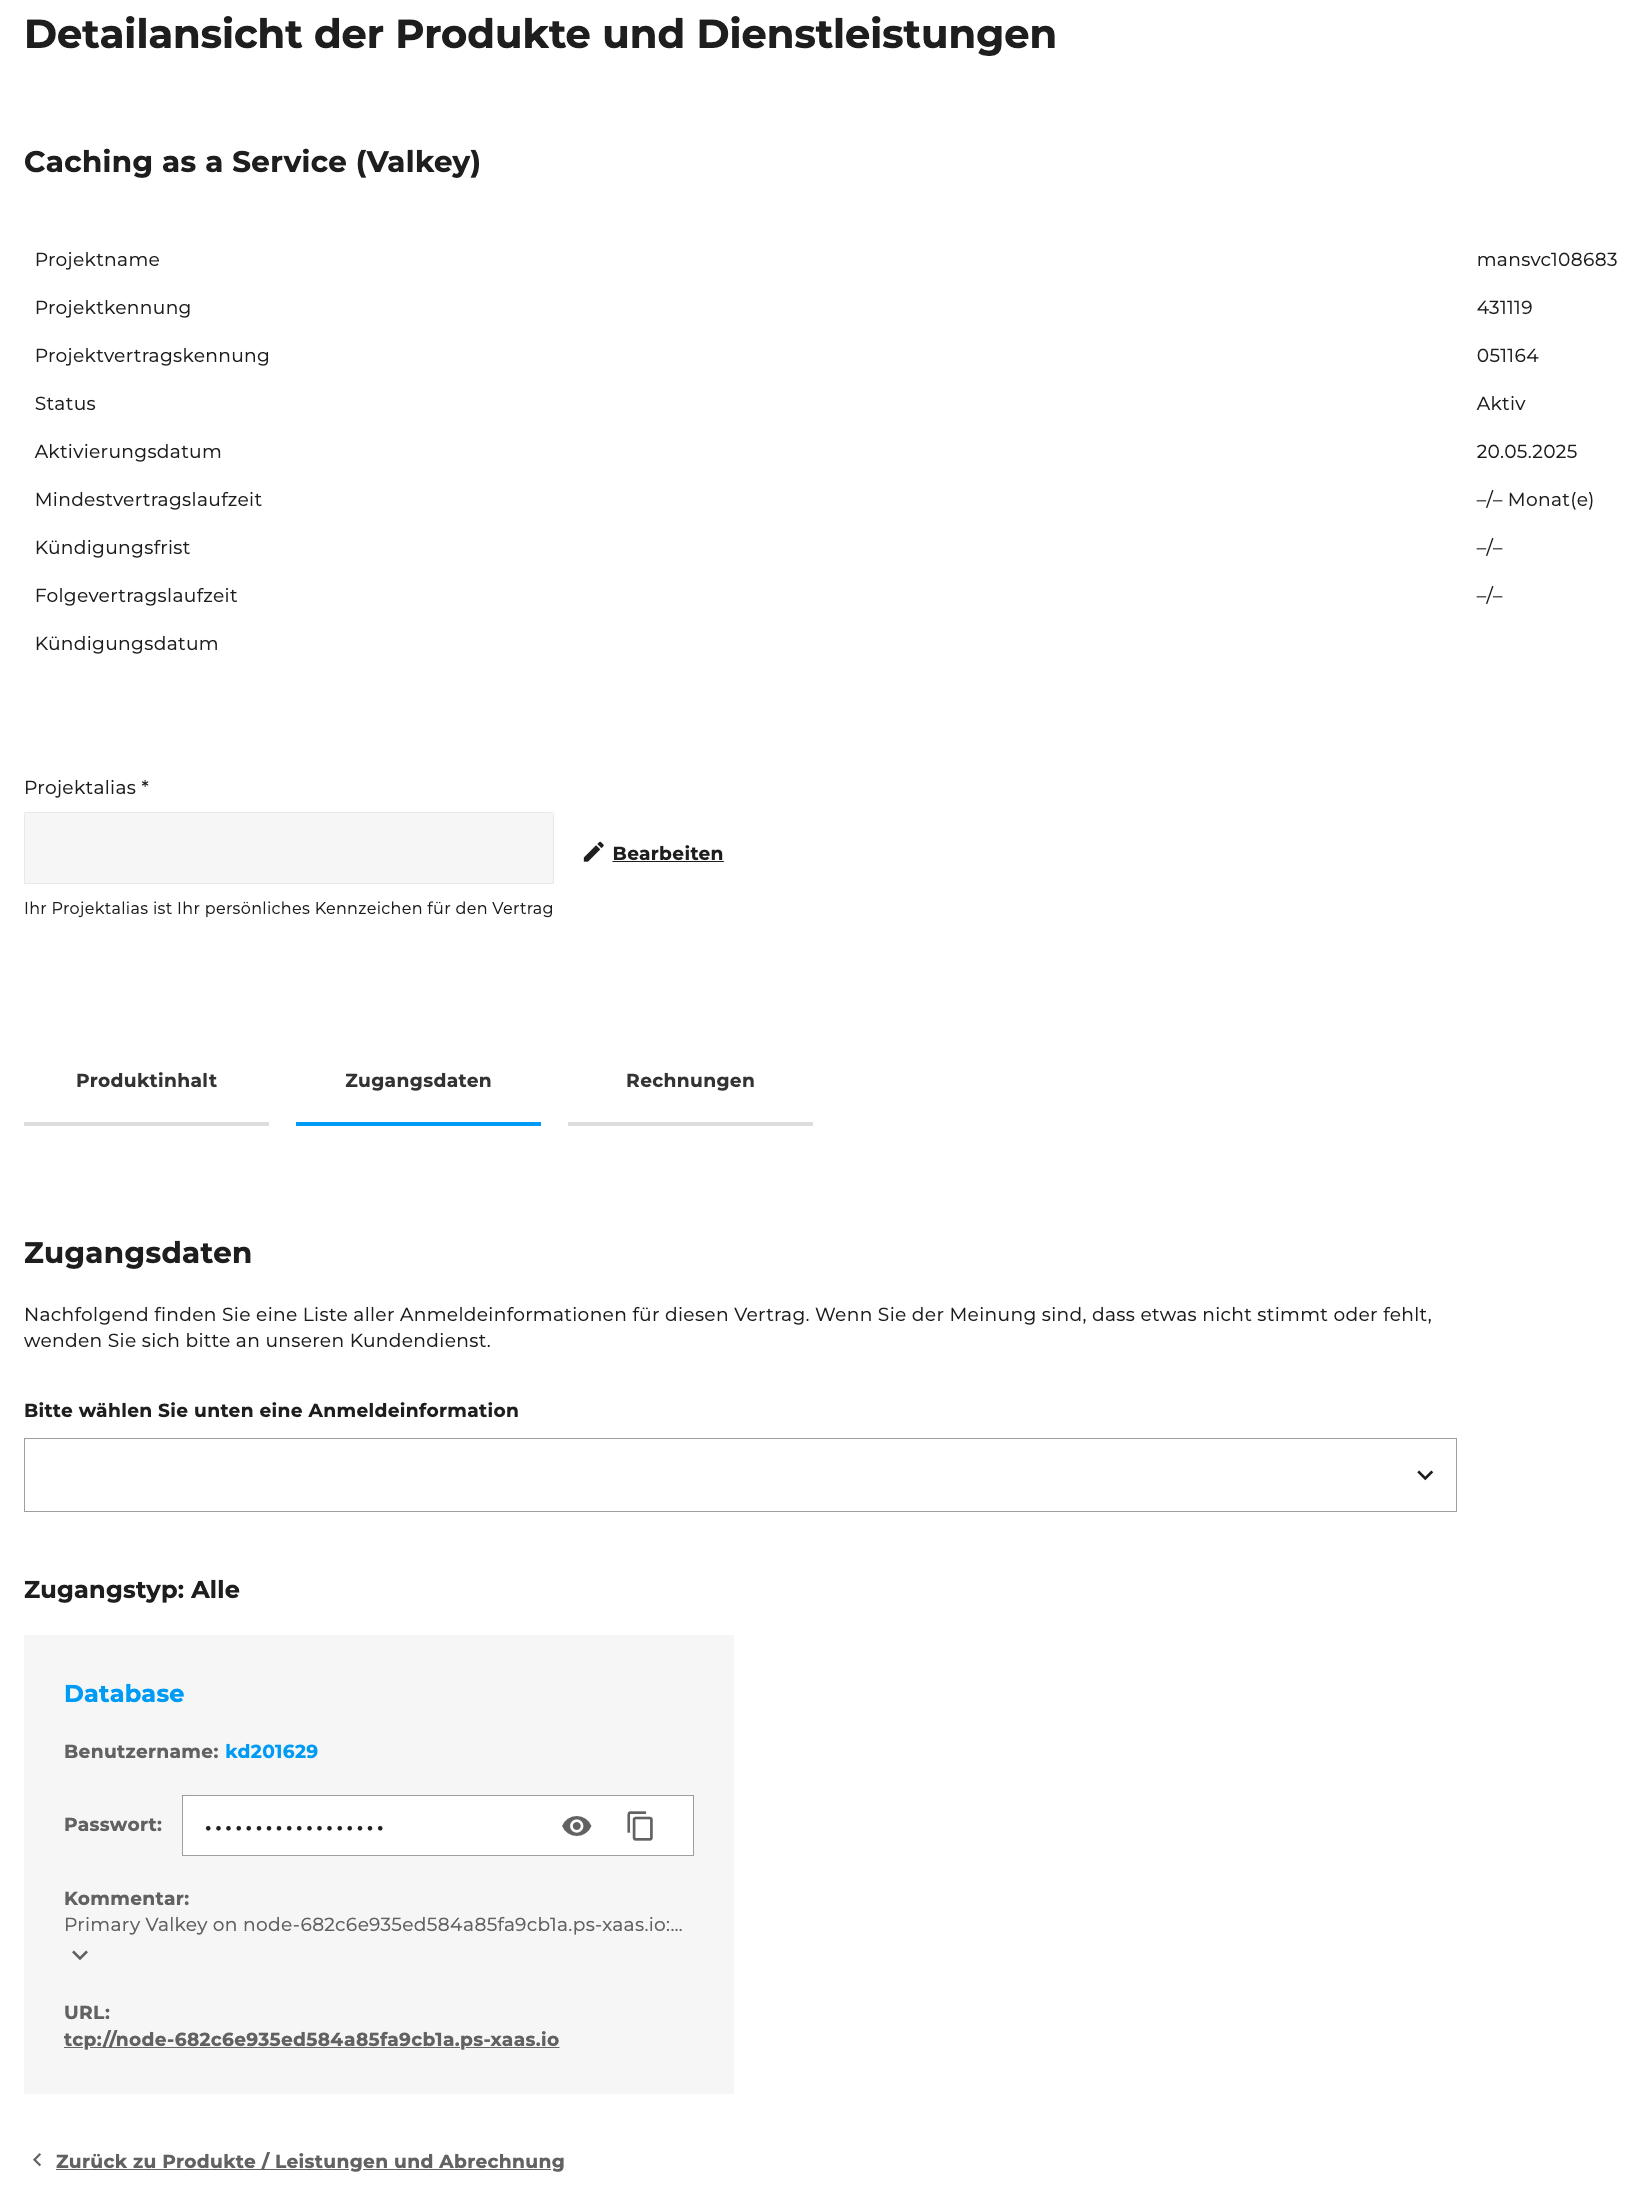 Detailansicht der Produkte und Dienstleistungen
Caching as a Service (Valkey)
Projektname mansvc108683
Projektkennung 431119
Projektvertragskennung 051164
Status Aktiv
Aktivierungsdatum 20.05.2025
Mindestvertragslaufzeit –/– Monat(e)
Kündigungsfrist –/–
Folgevertragslaufzeit –/–
Kündigungsdatum
Projektalias *
Bearbeiten
Ihr Projektalias ist Ihr persönliches Kennzeichen für den Vertrag
Produktinhalt Zugangsdaten Rechnungen
Zugangsdaten
Nachfolgend finden Sie eine Liste aller Anmeldeinformationen für diesen Vertrag. Wenn Sie der Meinung sind, dass etwas nicht stimmt oder fehlt,
wenden Sie sich bitte an unseren Kundendienst.
Bitte wählen Sie unten eine Anmeldeinformation
Zugangstyp: Alle
Database
Benutzername: kd201629
Passwort: ••••••••••••••••••
Kommentar:
Primary Valkey on node-682c6e935ed584a85fa9cb1a.ps-xaas.io:...
URL:
tcp://node-682c6e935ed584a85fa9cb1a.ps-xaas.io
Zurück zu Produkte / Leistungen und Abrechnung